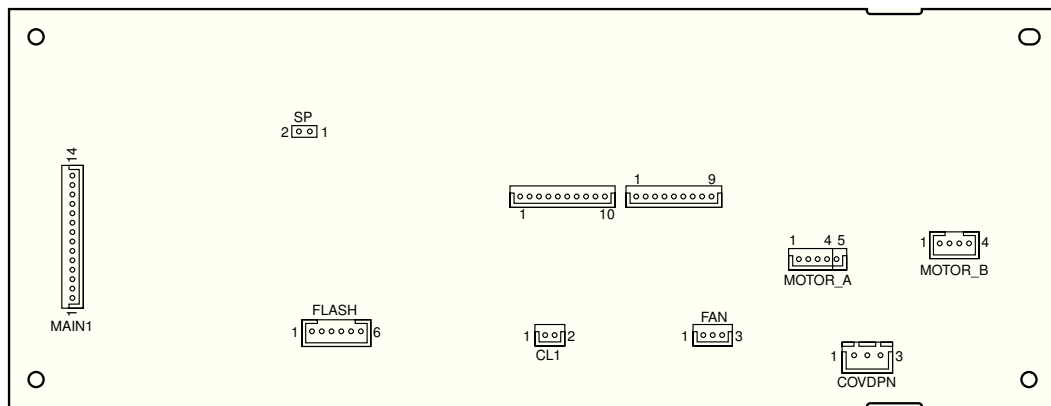 SP
2 1
14
1 9
1 10
1 4 5
1 4
MOTOR_B
MOTOR_A
1
MAIN1
FLASH
1 6
1 2
CL1
FAN
1 3
1 3
COVDPN